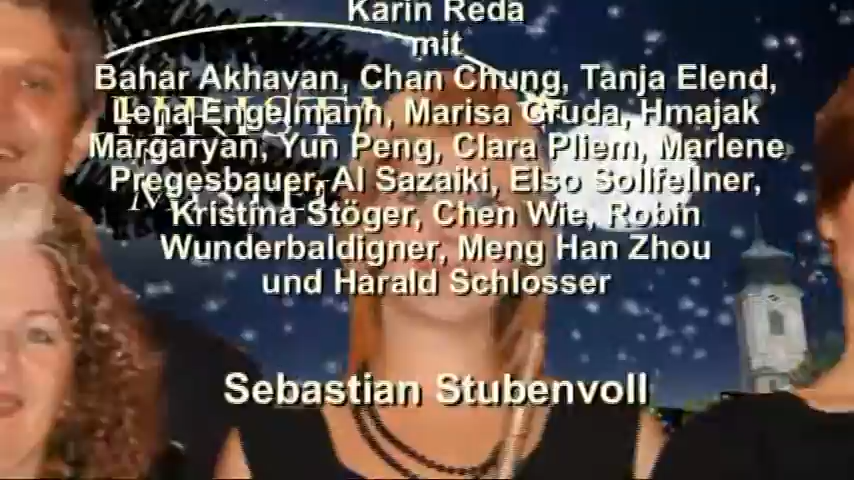 Karin Reda
mit
Bahar Akhavan, Chan Chung, Tanja Elend,
Lena Engelmann, Marisa Gruda, Hmajak
Margaryan, Yun Peng, Clara Pliem, Marlene
Pregesbauer, Al Sazaiki, Elso Sollfellner,
Kristina Stöger, Chen Wie, Robin
Wunderbaldigner, Meng Han Zhou
und Harald Schlosser
Sebastian Stubenvoll